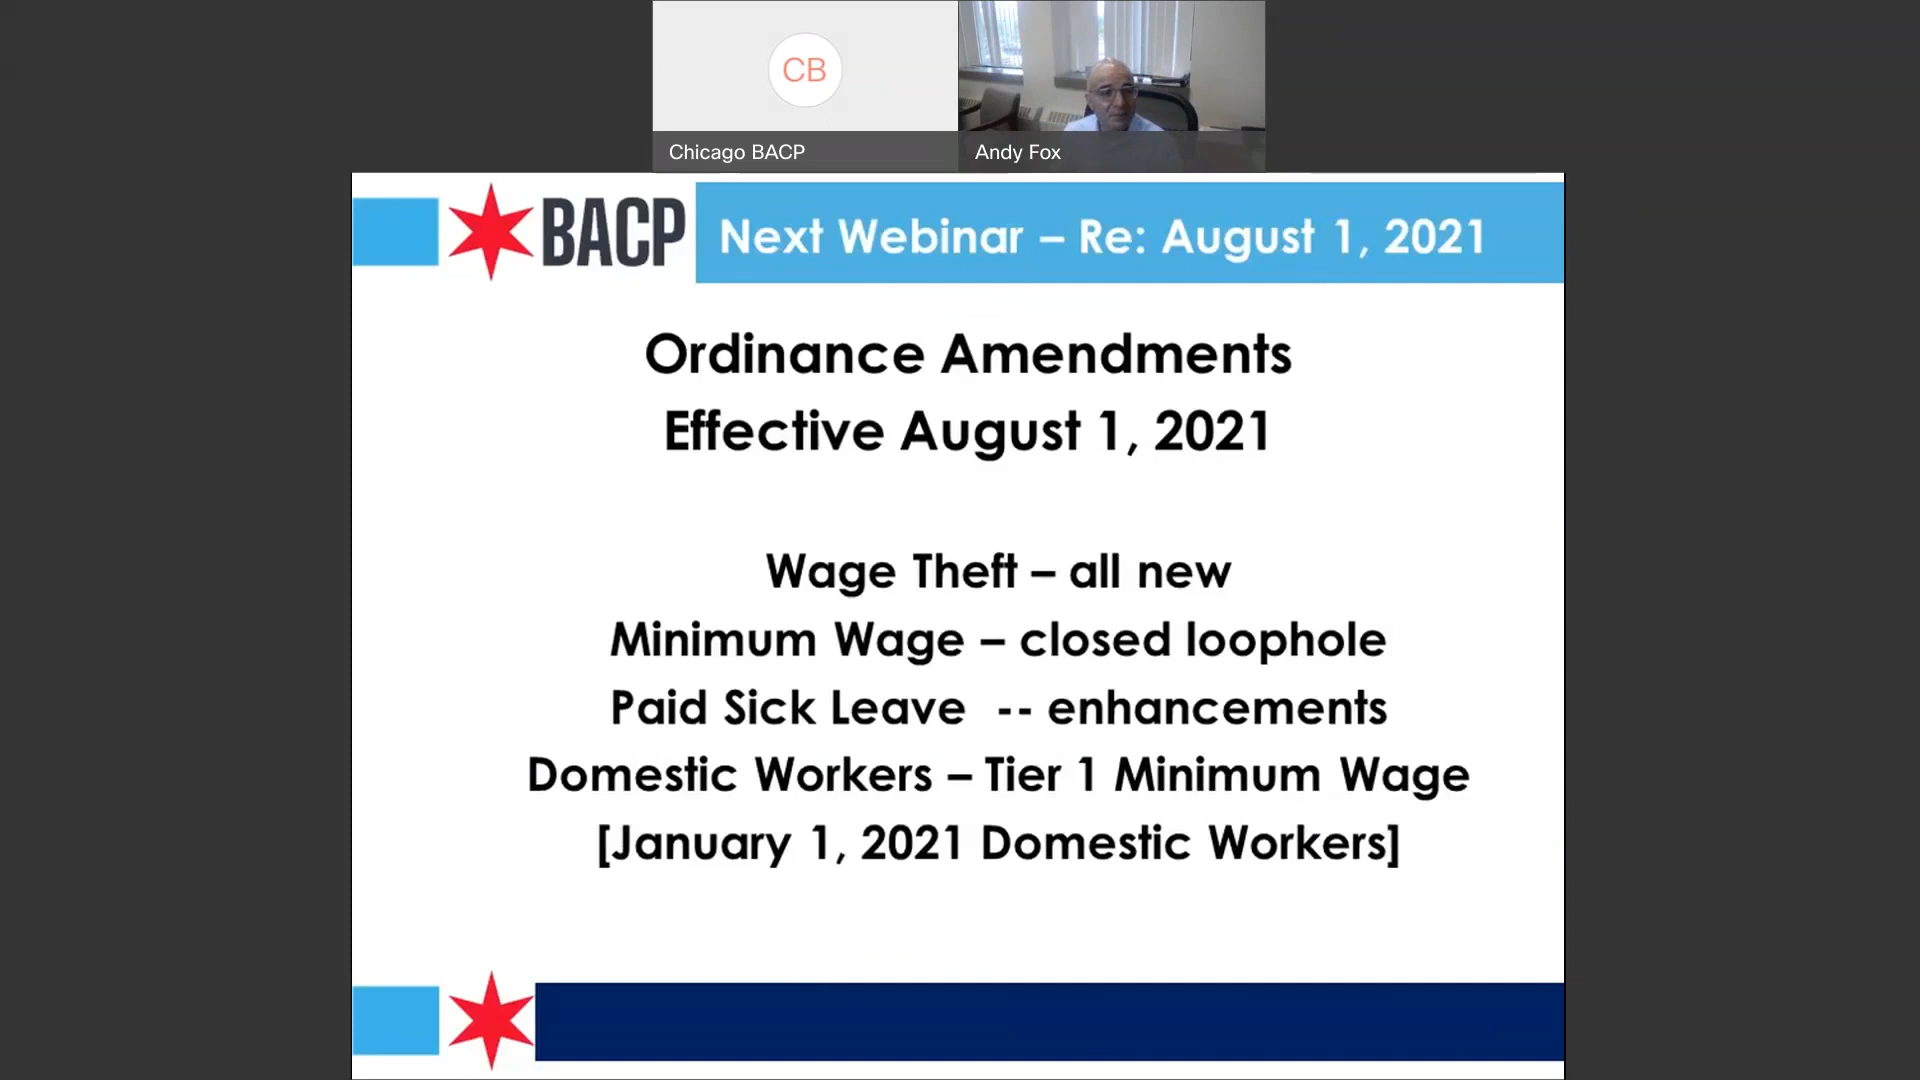 CB
Chicago BACP
Andy Fox
BACP
Next Webinar – Re: August 1, 2021
Ordinance Amendments
Effective August 1, 2021
Wage Theft – all new
Minimum Wage – closed loophole
Paid Sick Leave -- enhancements
Domestic Workers – Tier 1 Minimum Wage
[January 1, 2021 Domestic Workers]